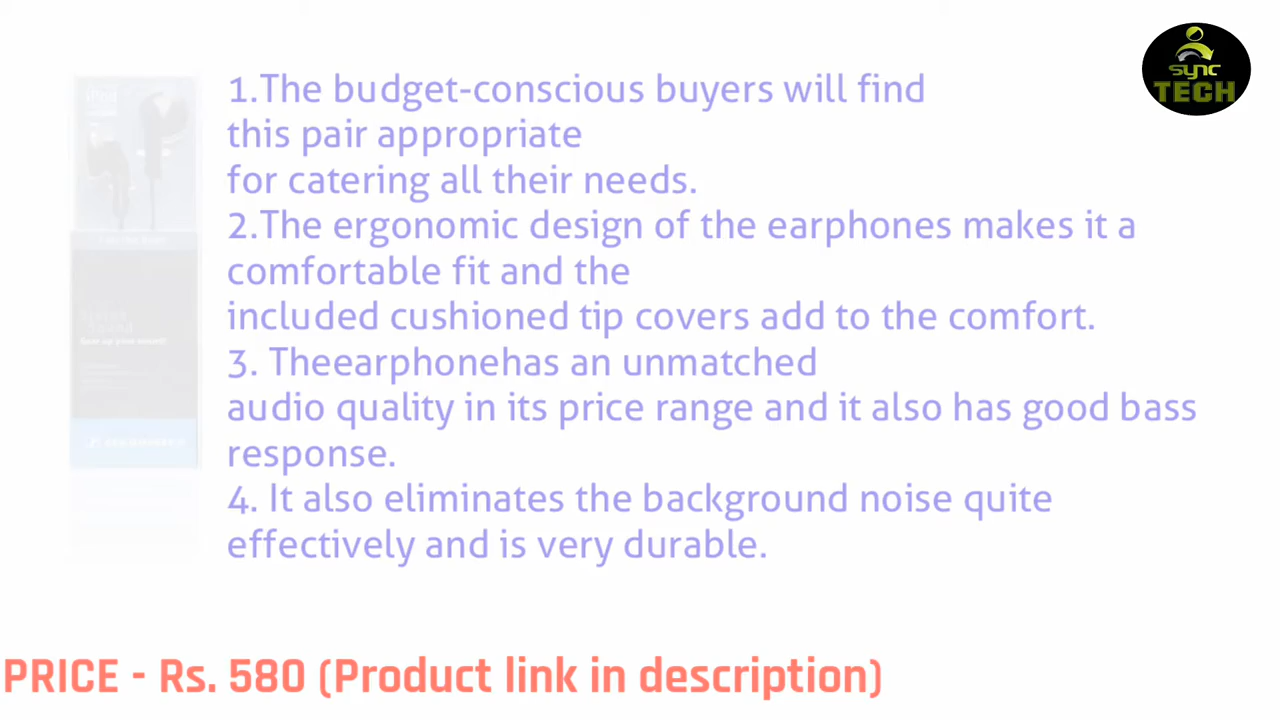 sync
TECH
1.The budget-conscious buyers will find
this pair appropriate
for catering all their needs.
2.The ergonomic design of the earphones makes it a
comfortable fit and the
included cushioned tip covers add to the comfort.
3. Theearphonehas an unmatched
audio quality in its price range and it also has good bass
response.
4. It also eliminates the background noise quite
effectively and is very durable.
PRICE - Rs. 580 (Product link in description)